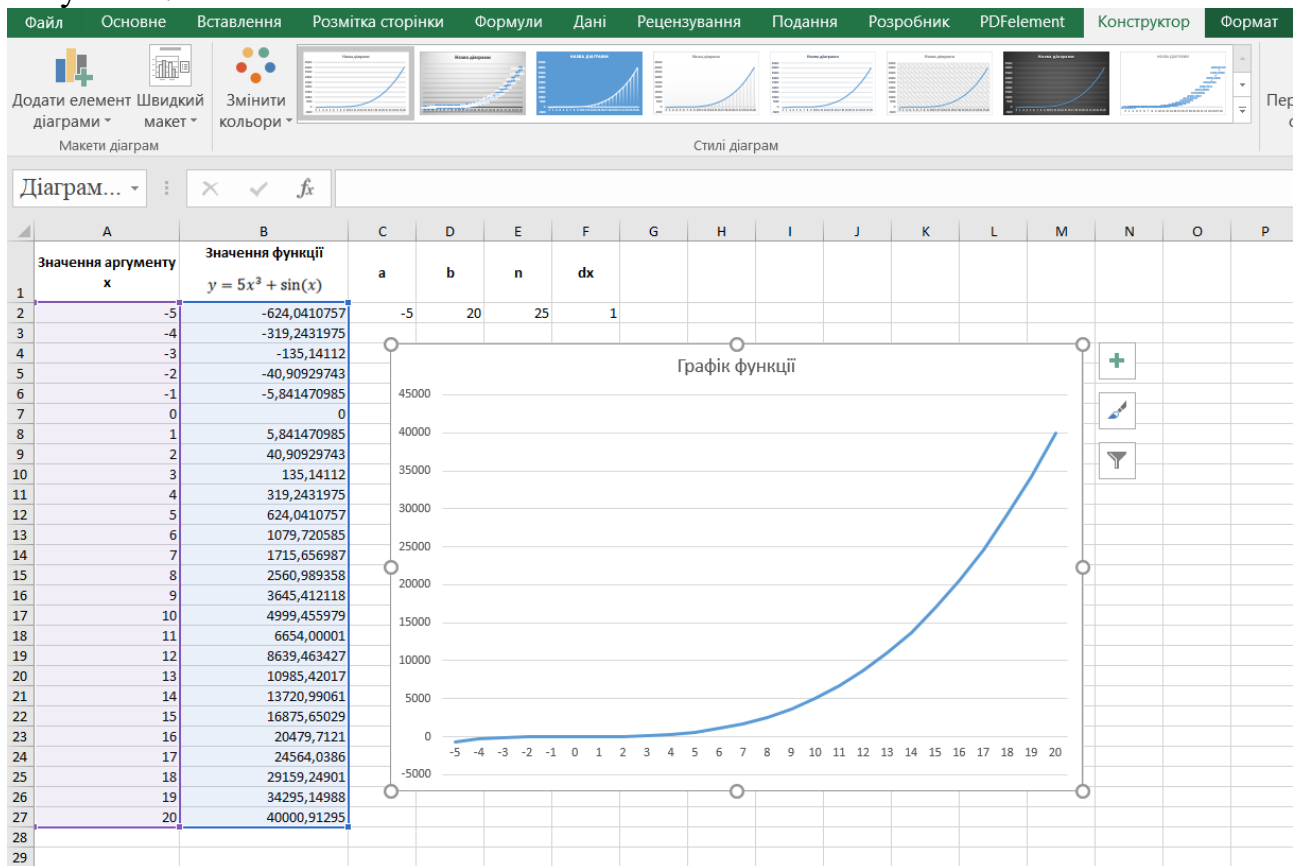 Файл Основне Вставлення Розмітка сторінки Формули Дані Рецензування Подання Розробник PDFelement Конструктор Формат
Додати елемент діаграми
Швидкий макет
Змінити кольори
Макети діаграм
Стилі діаграм
Діаграм...
fx
A B C D E F G H I J K L M N O P
1 Значення аргументу x Значення функції y = 5x³ + sin(x) a b n dx
2 -5 -624,0410757 -5 20 25 1
3 -4 -319,2431975
4 -3 -135,14112
5 -2 -40,90929743
6 -1 -5,841470985
7 0 0
8 1 5,841470985
9 2 40,90929743
10 3 135,14112
11 4 319,2431975
12 5 624,0410757
13 6 1079,720585
14 7 1715,656987
15 8 2560,989358
16 9 3645,412118
17 10 4999,455979
18 11 6654,00001
19 12 8639,463427
20 13 10985,42017
21 14 13720,99061
22 15 16875,65029
23 16 20479,7121
24 17 24564,0386
25 18 29159,24901
26 19 34295,14988
27 20 40000,91295
28
29
Графік функції
45000
40000
35000
30000
25000
20000
15000
10000
5000
0
-5000
-5 -4 -3 -2 -1 0 1 2 3 4 5 6 7 8 9 10 11 12 13 14 15 16 17 18 19 20